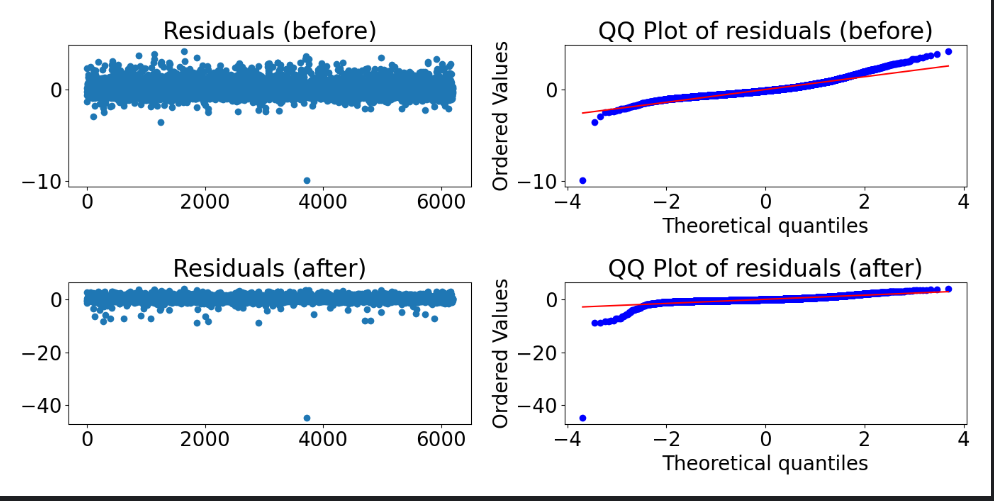 Residuals (before)
0
−10
0 2000 4000 6000
QQ Plot of residuals (before)
Ordered Values
0
−10
−4 −2 0 2 4
Theoretical quantiles
Residuals (after)
0
−20
−40
0 2000 4000 6000
QQ Plot of residuals (after)
Ordered Values
0
−20
−40
−4 −2 0 2 4
Theoretical quantiles